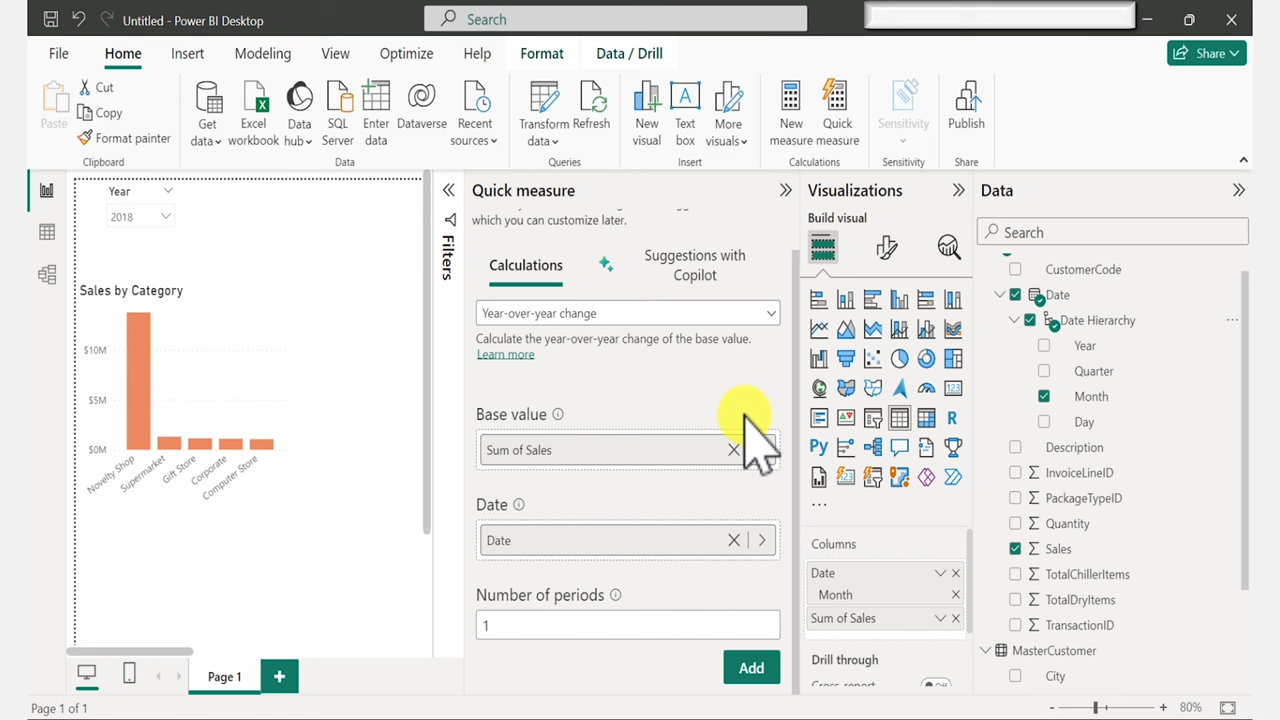 Untitled - Power BI Desktop
Search
File Home Insert Modeling View Optimize Help Format Data / Drill
Share
Paste
Cut
Copy
Format painter
Clipboard
Get data
Excel workbook
Data hub
SQL Server
Enter data
Dataverse
Recent sources
Data
Transform data
Refresh
Queries
New visual
Text box
More visuals
Insert
New measure
Quick measure
Calculations
Sensitivity
Sensitivity
Publish
Share
Year
2018
Sales by Category
$10M
$5M
$0M
Novelty Shop
Supermarket
Gift Store
Corporate
Computer Store
Filters
Quick measure
which you can customize later.
Calculations
Suggestions with
Copilot
Year-over-year change
Calculate the year-over-year change of the base value.
Learn more
Base value
Sum of Sales
Date
Date
Number of periods
1
Add
Visualizations
Build visual
R
Py
123
...
Columns
Date
Month
Sum of Sales
Drill through
Cross-report
Off
Data
Search
CustomerCode
Date
Date Hierarchy
...
Year
Quarter
Month
Day
Description
InvoiceLineID
PackageTypeID
Quantity
Sales
TotalChillerItems
TotalDryItems
TransactionID
MasterCustomer
City
Page 1
+
Page 1 of 1
- + 80%